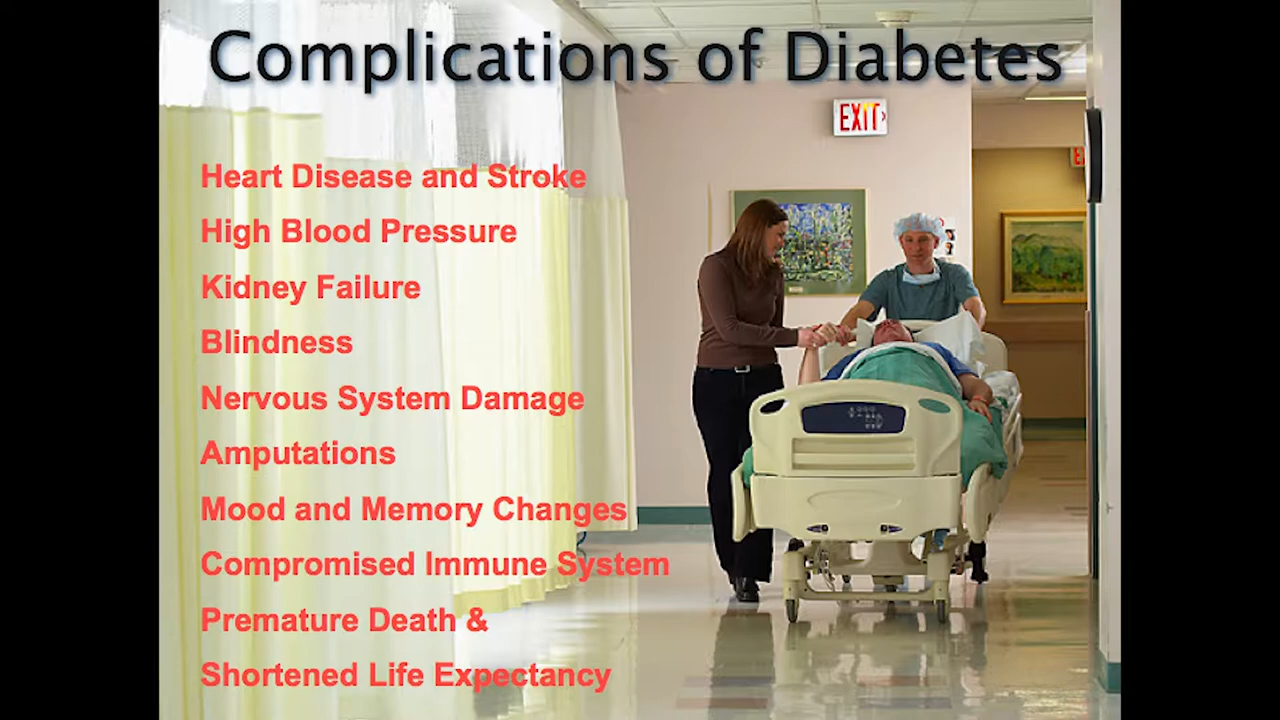 Complications of Diabetes
EXIT
Heart Disease and Stroke
High Blood Pressure
Kidney Failure
Blindness
Nervous System Damage
Amputations
Mood and Memory Changes
Compromised Immune System
Premature Death &
Shortened Life Expectancy